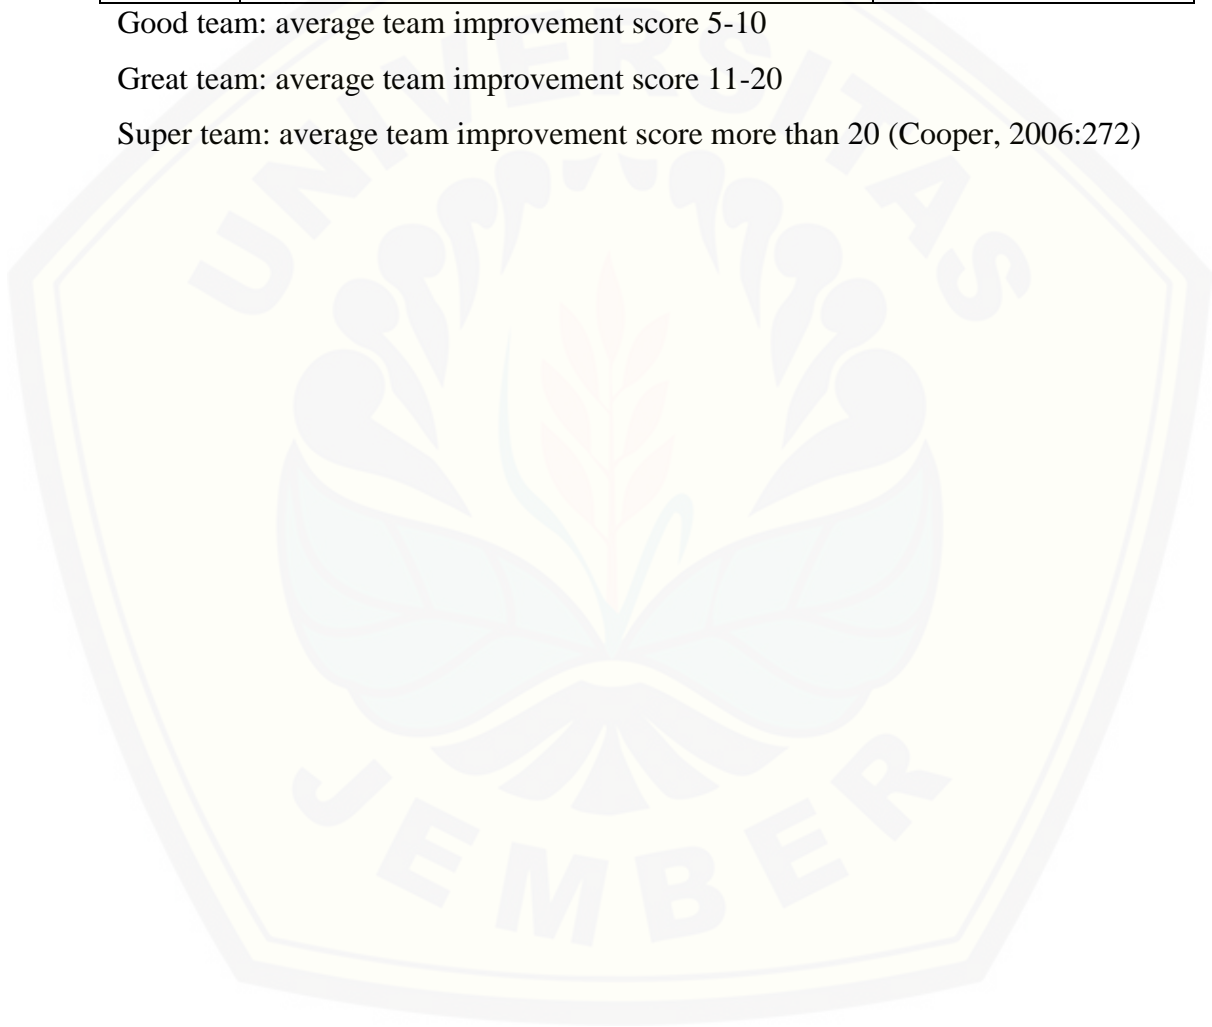 Good team: average team improvement score 5-10
Great team: average team improvement score 11-20
Super team: average team improvement score more than 20 (Cooper, 2006:272)
UNIVERSITAS
JEMBER